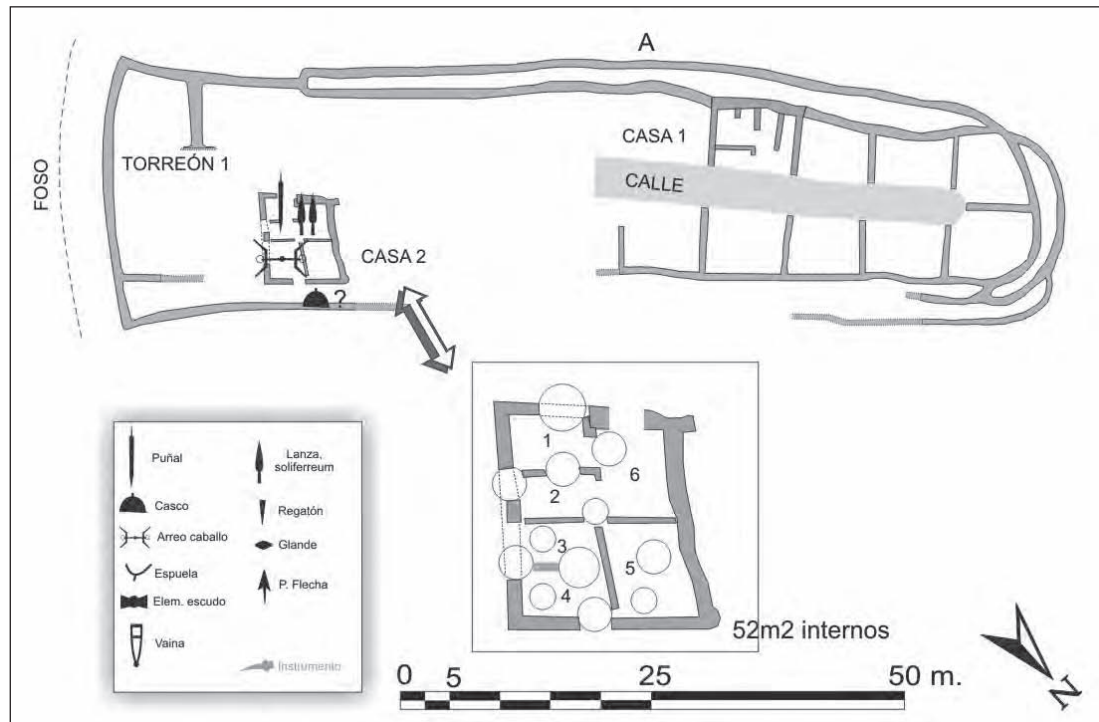 A
FOSO
TORREÓN 1
CASA 1
CALLE
CASA 2
?
Puñal
Casco
Arreo caballo
Espuela
Elem. escudo
Vaina
Lanza,
soliferreum
Regatón
Glande
P. Flecha
Instrumento
1
2
3
4
5
6
52m2 internos
0 5 25 50 m.
N